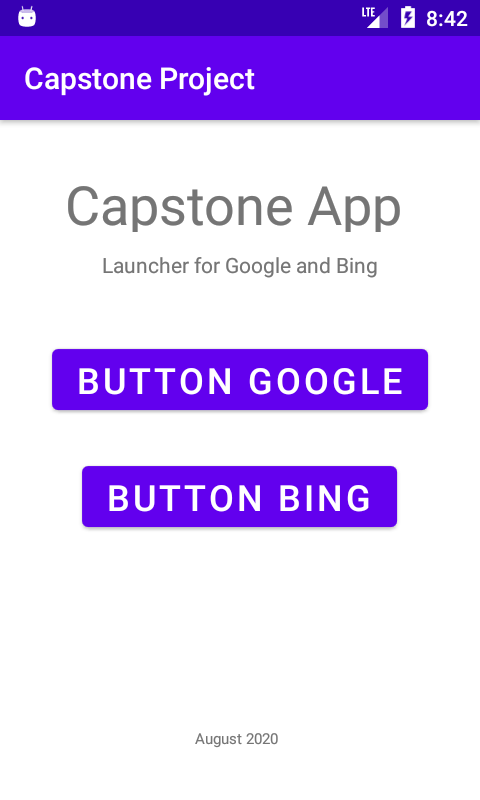 LTE 8:42
Capstone Project
Capstone App
Launcher for Google and Bing
BUTTON GOOGLE
BUTTON BING
August 2020